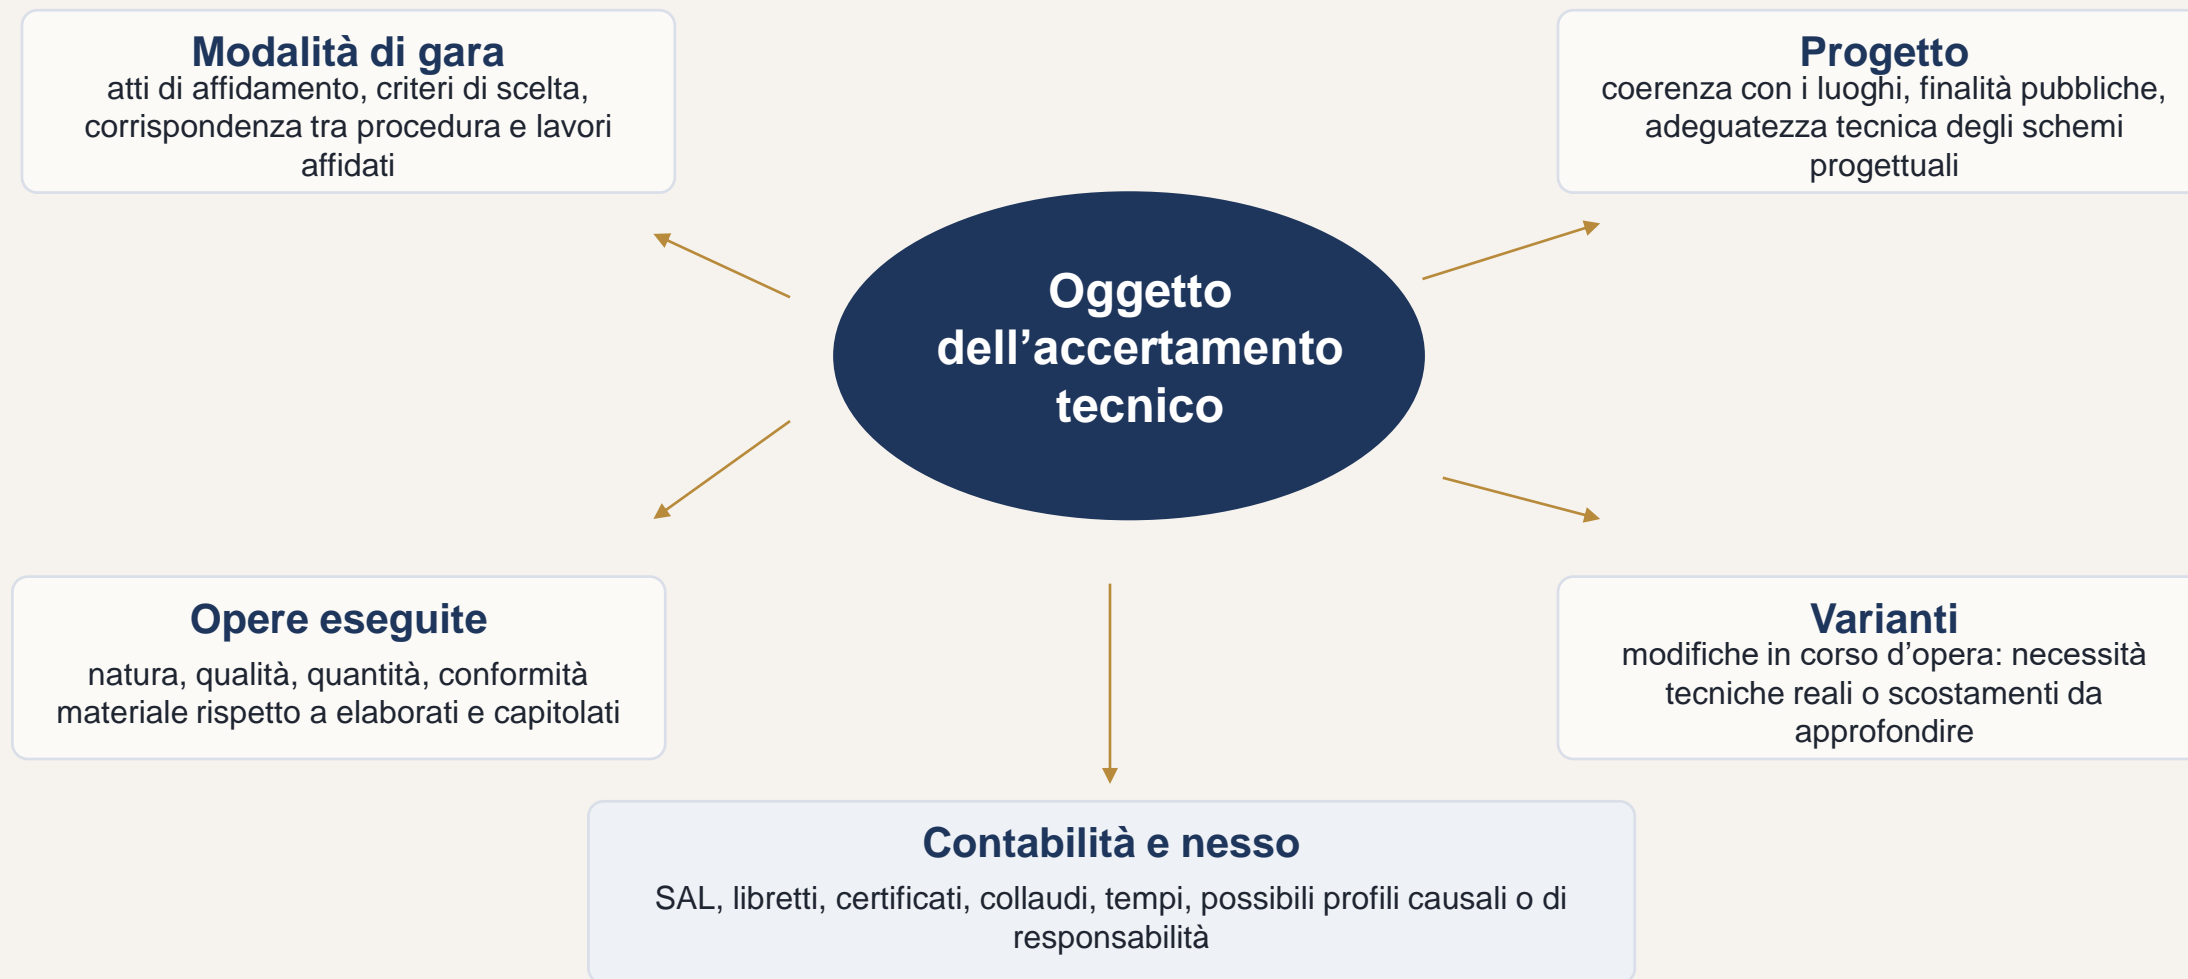 Modalità di gara
atti di affidamento, criteri di scelta,
corrispondenza tra procedura e lavori
affidati
Progetto
coerenza con i luoghi, finalità pubbliche,
adeguatezza tecnica degli schemi
progettuali
Oggetto
dell’accertamento
tecnico
Opere eseguite
natura, qualità, quantità, conformità
materiale rispetto a elaborati e capitolati
Varianti
modifiche in corso d’opera: necessità
tecniche reali o scostamenti da
approfondire
Contabilità e nesso
SAL, libretti, certificati, collaudi, tempi, possibili profili causali o di
responsabilità